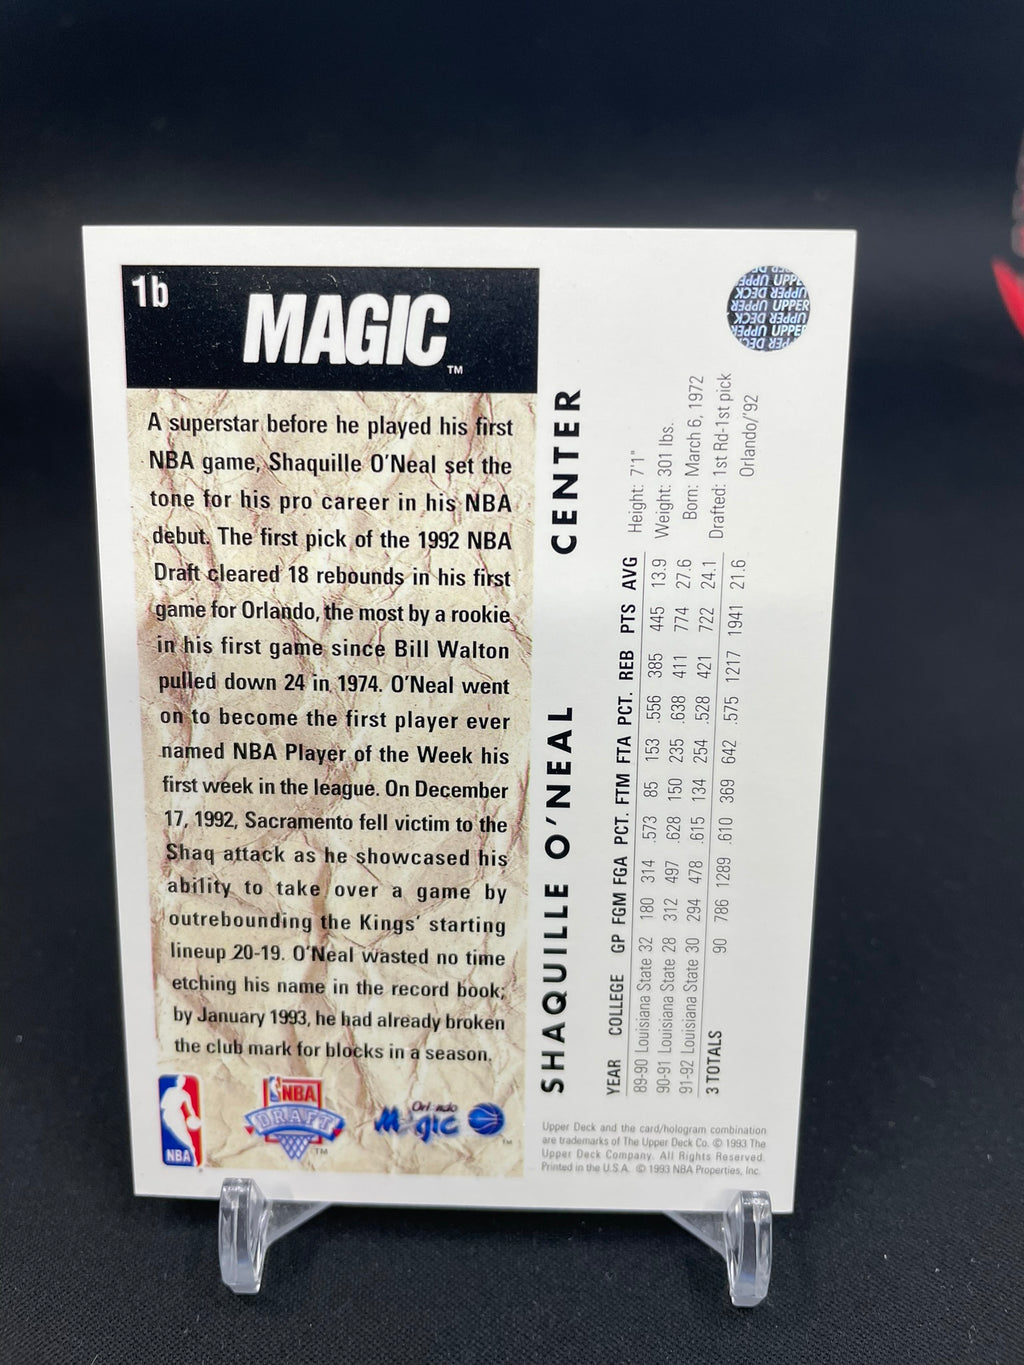 1b
MAGIC™
A superstar before he played his first
NBA game, Shaquille O'Neal set the
tone for his pro career in his NBA
debut. The first pick of the 1992 NBA
Draft cleared 18 rebounds in his first
game for Orlando, the most by a rookie
in his first game since Bill Walton
pulled down 24 in 1974. O'Neal went
on to become the first player ever
named NBA Player of the Week his
first week in the league. On December
17, 1992, Sacramento fell victim to the
Shaq attack as he showcased his
ability to take over a game by
outrebounding the Kings' starting
lineup 20-19. O'Neal wasted no time
etching his name in the record book;
by January 1993, he had already broken
the club mark for blocks in a season.
NBA
NBA
DRAFT
™
Orlando
Magic
™
SHAQUILLE O'NEAL CENTER
YEAR COLLEGE GP FGM FGA PCT. FTM FTA PCT. REB PTS AVG
89-90 Louisiana State 32 180 314 .573 85 153 .556 385 445 13.9
90-91 Louisiana State 28 312 497 .628 150 235 .638 411 774 27.6
91-92 Louisiana State 30 294 478 .615 134 254 .528 421 722 24.1
3 TOTALS 90 786 1289 .610 369 642 .575 1217 1941 21.6
Height: 7'1"
Weight: 301 lbs.
Born: March 6, 1972
Drafted: 1st Rd-1st pick
Orlando/'92
UPPER DECK
UPPER UPPER
UPPER DECK
UPPER UPPER
Upper Deck and the card/hologram combination
are trademarks of The Upper Deck Co. © 1993 The
Upper Deck Company. All Rights Reserved.
Printed in the U.S.A. © 1993 NBA Properties, Inc.